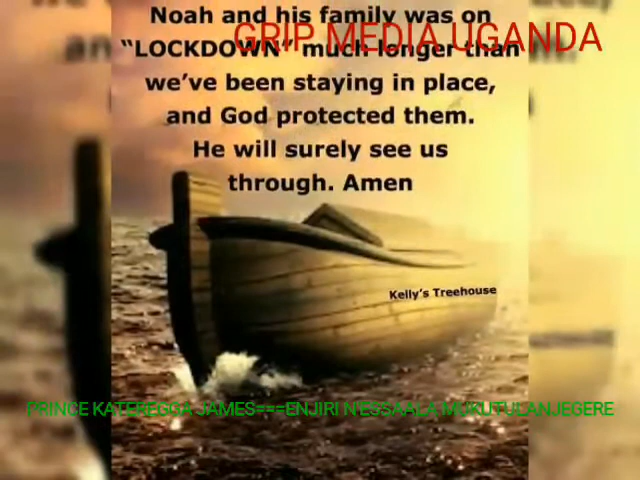 Noah and his family was on
GRIP MEDIA UGANDA
“LOCKDOWN” much longer than
we’ve been staying in place,
and God protected them.
He will surely see us
through. Amen
Kelly’s Treehouse
PRINCE KATEREGGA JAMES===ENJIRI N'ESSAALA MUKUTULANJEGERE